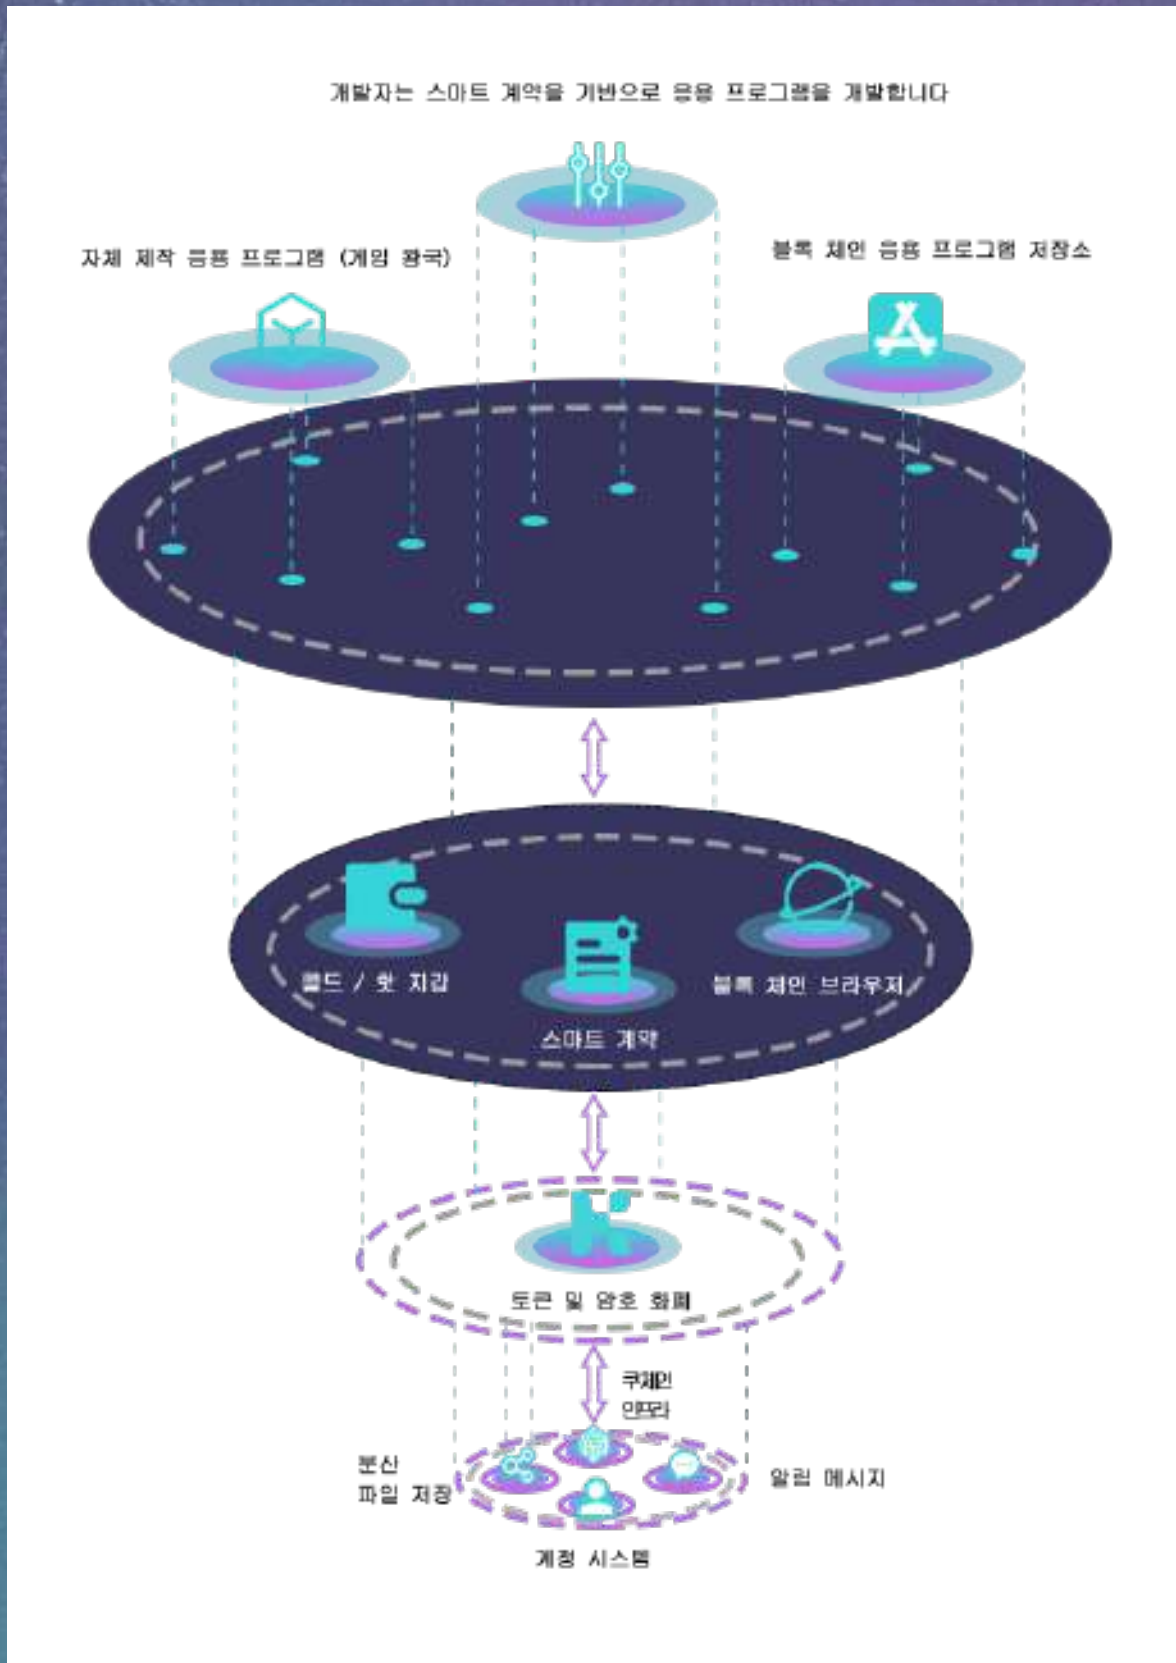 개발자는 스마트 계약을 기반으로 응용 프로그램을 개발합니다
자체 제작 응용 프로그램 (게임 왕국)
블록 체인 응용 프로그램 저장소
콜드 / 핫 지갑
블록 체인 브라우저
스마트 계약
토큰 및 암호 화폐
쿠체인
인프라
분산
파일 저장
알림 메시지
계정 시스템